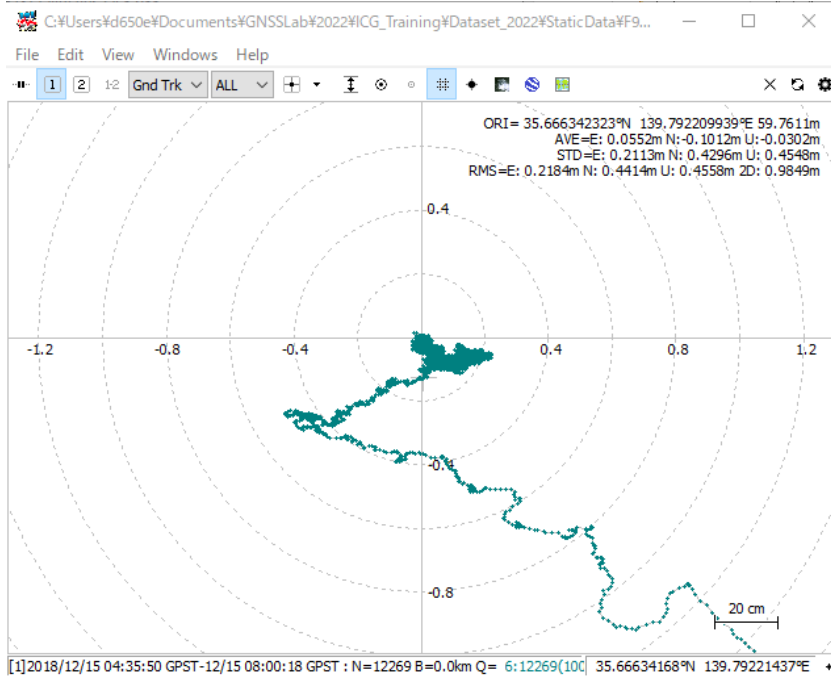 C:¥Users¥d650e¥Documents¥GNSSLab¥2022¥ICG_Training¥Dataset_2022¥StaticData¥F9...
File Edit View Windows Help
1 2 1-2 Gnd Trk ALL
ORI= 35.666342323°N 139.792209939°E 59.7611m
AVE=E: 0.0552m N:-0.1012m U:-0.0302m
STD=E: 0.2113m N: 0.4296m U: 0.4548m
RMS=E: 0.2184m N: 0.4414m U: 0.4558m 2D: 0.9849m
0.4
-1.2 -0.8 -0.4 0.4 0.8 1.2
-0.4
-0.8
20 cm
[1]2018/12/15 04:35:50 GPST-12/15 08:00:18 GPST : N=12269 B=0.0km Q= 6:12269(100 35.66634168°N 139.79221437°E